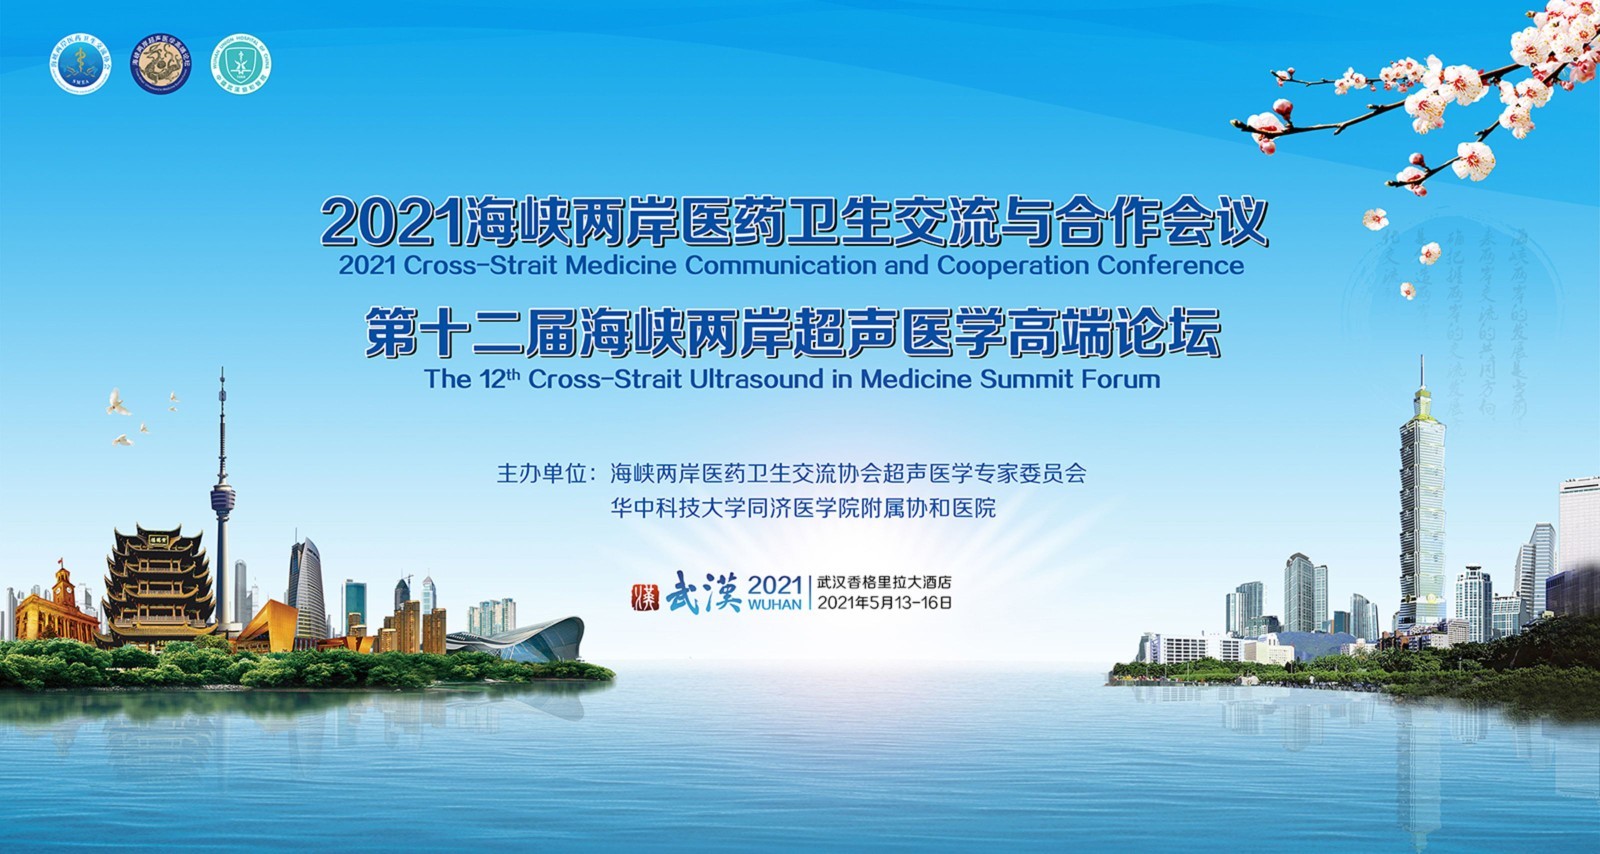 2021海峡两岸医药卫生交流与合作会议
2021 Cross-Strait Medicine Communication and Cooperation Conference
第十二届海峡两岸超声医学高端论坛
The 12th Cross-Strait Ultrasound in Medicine Summit Forum
主办单位：海峡两岸医药卫生交流协会超声医学专家委员会
华中科技大学同济医学院附属协和医院
漢 武漢 2021 WUHAN
武汉香格里拉大酒店
2021年5月13-16日